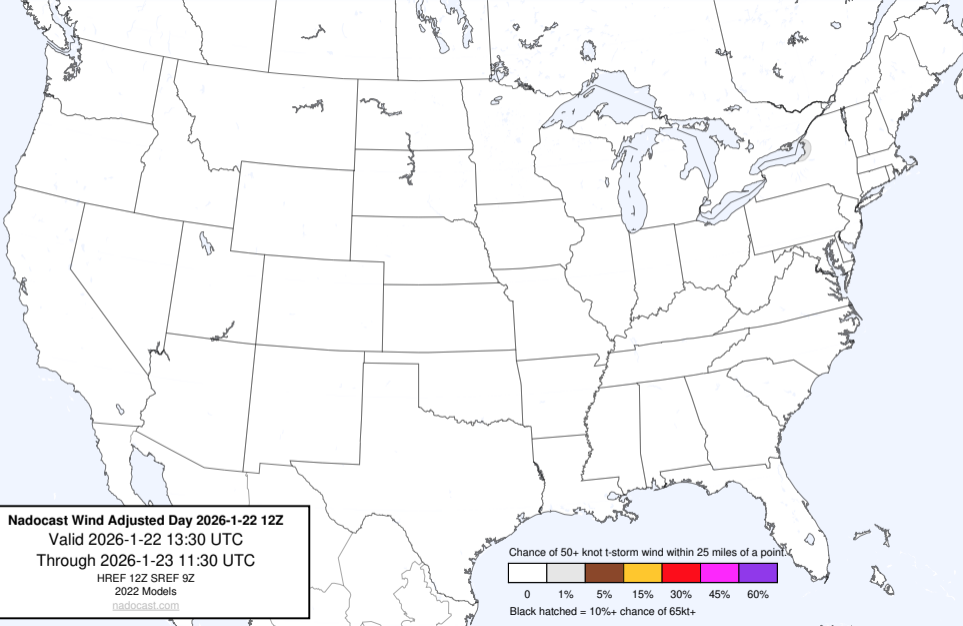 Nadocast Wind Adjusted Day 2026-1-22 12Z
Valid 2026-1-22 13:30 UTC
Through 2026-1-23 11:30 UTC
HREF 12Z SREF 9Z
2022 Models
nadocast.com
Chance of 50+ knot t-storm wind within 25 miles of a point.
0 1% 5% 15% 30% 45% 60%
Black hatched = 10%+ chance of 65kt+